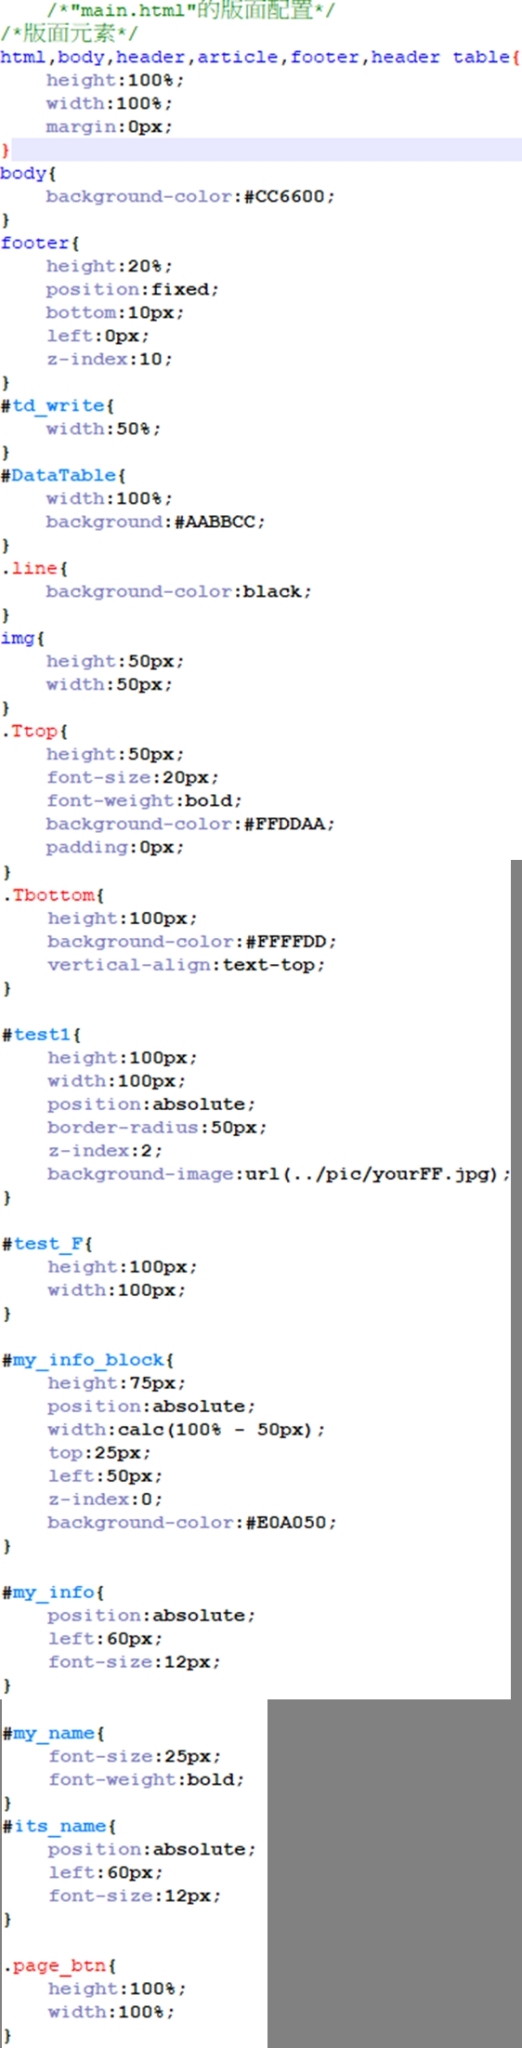 /*"main.html"的版面配置*/
/*版面元素*/
html,body,header,article,footer,header table{
height:100%;
width:100%;
margin:0px;
}
body{
background-color:#CC6600;
}
footer{
height:20%;
position:fixed;
bottom:10px;
left:0px;
z-index:10;
}
#td_write{
width:50%;
}
#DataTable{
width:100%;
background:#AABBCC;
}
.line{
background-color:black;
}
img{
height:50px;
width:50px;
}
.Ttop{
height:50px;
font-size:20px;
font-weight:bold;
background-color:#FFDDAA;
padding:0px;
}
.Tbottom{
height:100px;
background-color:#FFFFDD;
vertical-align:text-top;
}
#test1{
height:100px;
width:100px;
position:absolute;
border-radius:50px;
z-index:2;
background-image:url(../pic/yourFF.jpg);
}
#test_F{
height:100px;
width:100px;
}
#my_info_block{
height:75px;
position:absolute;
width:calc(100% - 50px);
top:25px;
left:50px;
z-index:0;
background-color:#E0A050;
}
#my_info{
position:absolute;
left:60px;
font-size:12px;
}
#my_name{
font-size:25px;
font-weight:bold;
}
#its_name{
position:absolute;
left:60px;
font-size:12px;
}
.page_btn{
height:100%;
width:100%;
}